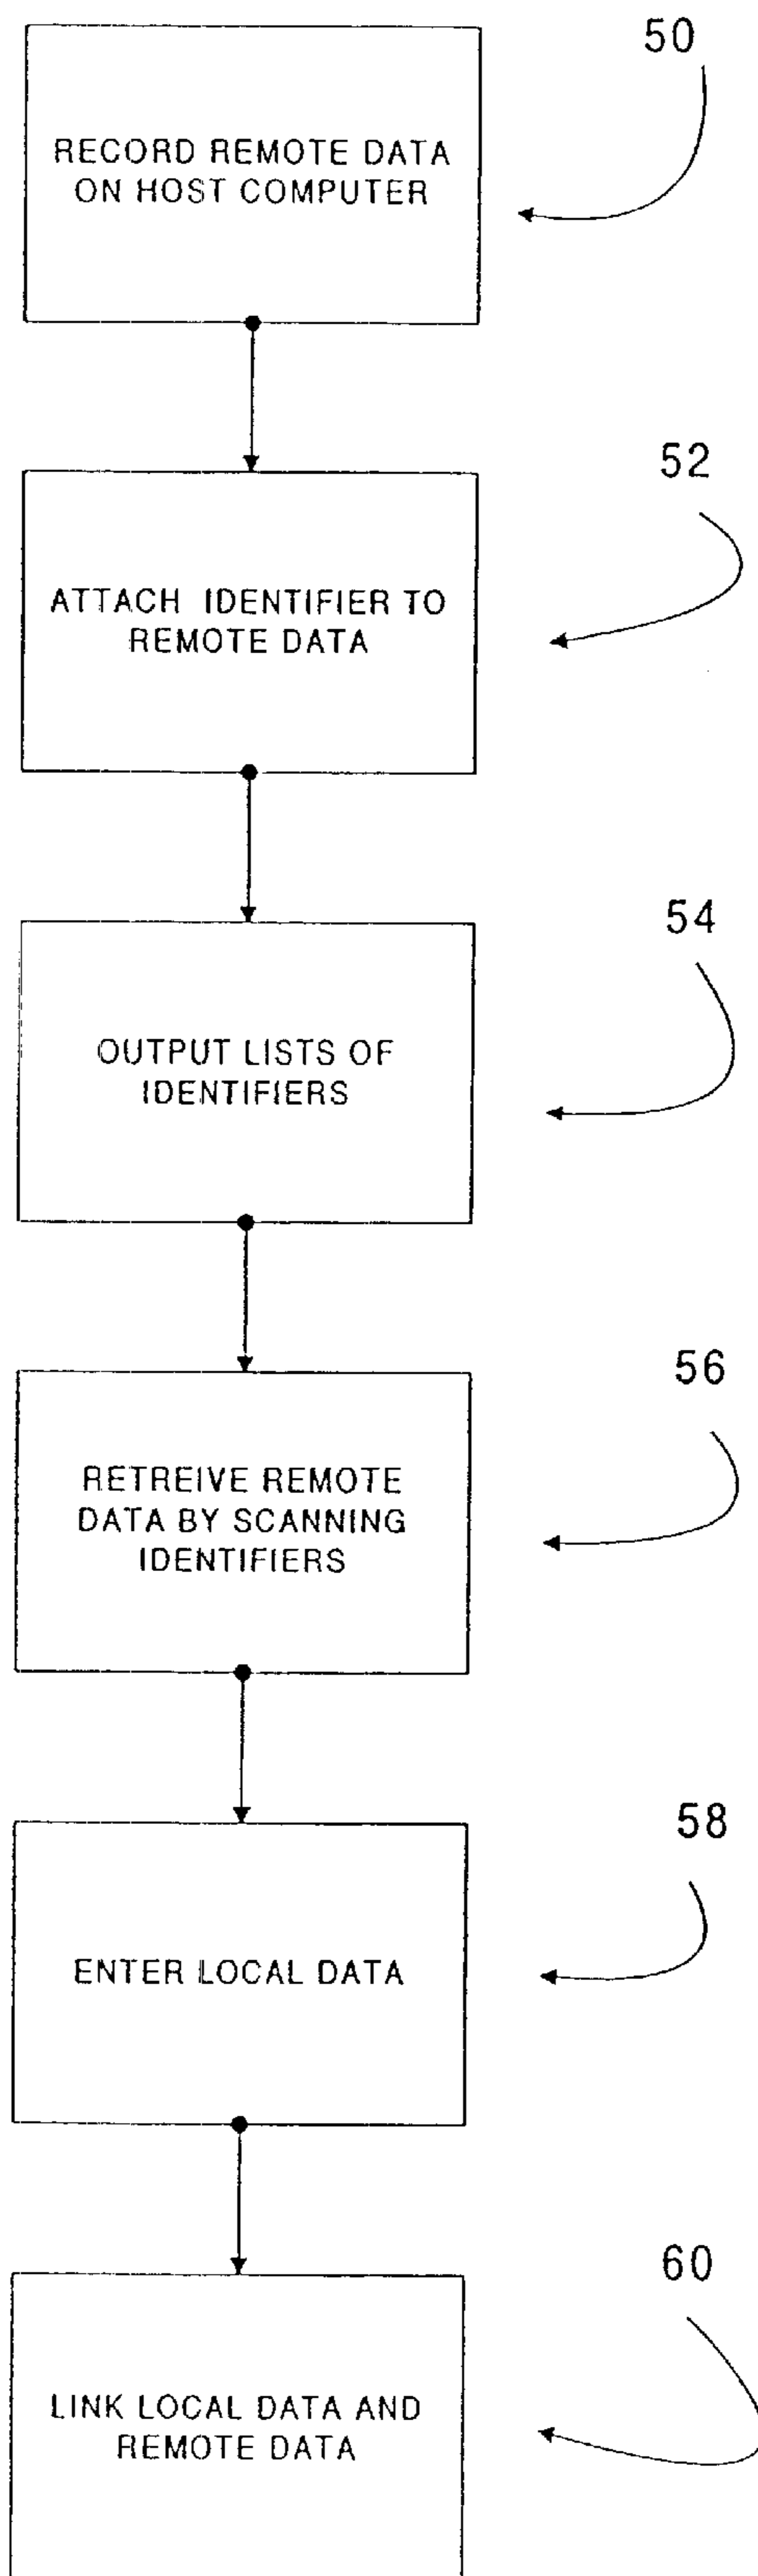 50
RECORD REMOTE DATA
ON HOST COMPUTER
52
ATTACH IDENTIFIER TO
REMOTE DATA
54
OUTPUT LISTS OF
IDENTIFIERS
56
RETREIVE REMOTE
DATA BY SCANNING
IDENTIFIERS
58
ENTER LOCAL DATA
60
LINK LOCAL DATA AND
REMOTE DATA